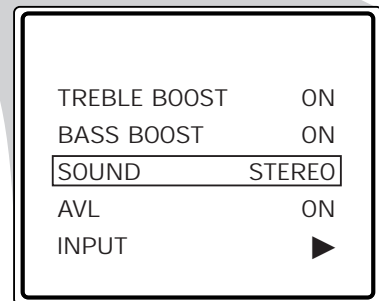 TREBLE BOOST ON
BASS BOOST ON
SOUND STEREO
AVL ON
INPUT ▶